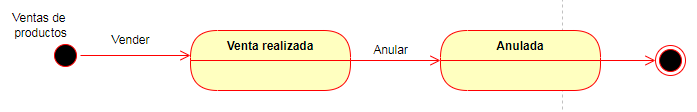 Ventas de
productos
Vender
Venta realizada
Anular
Anulada